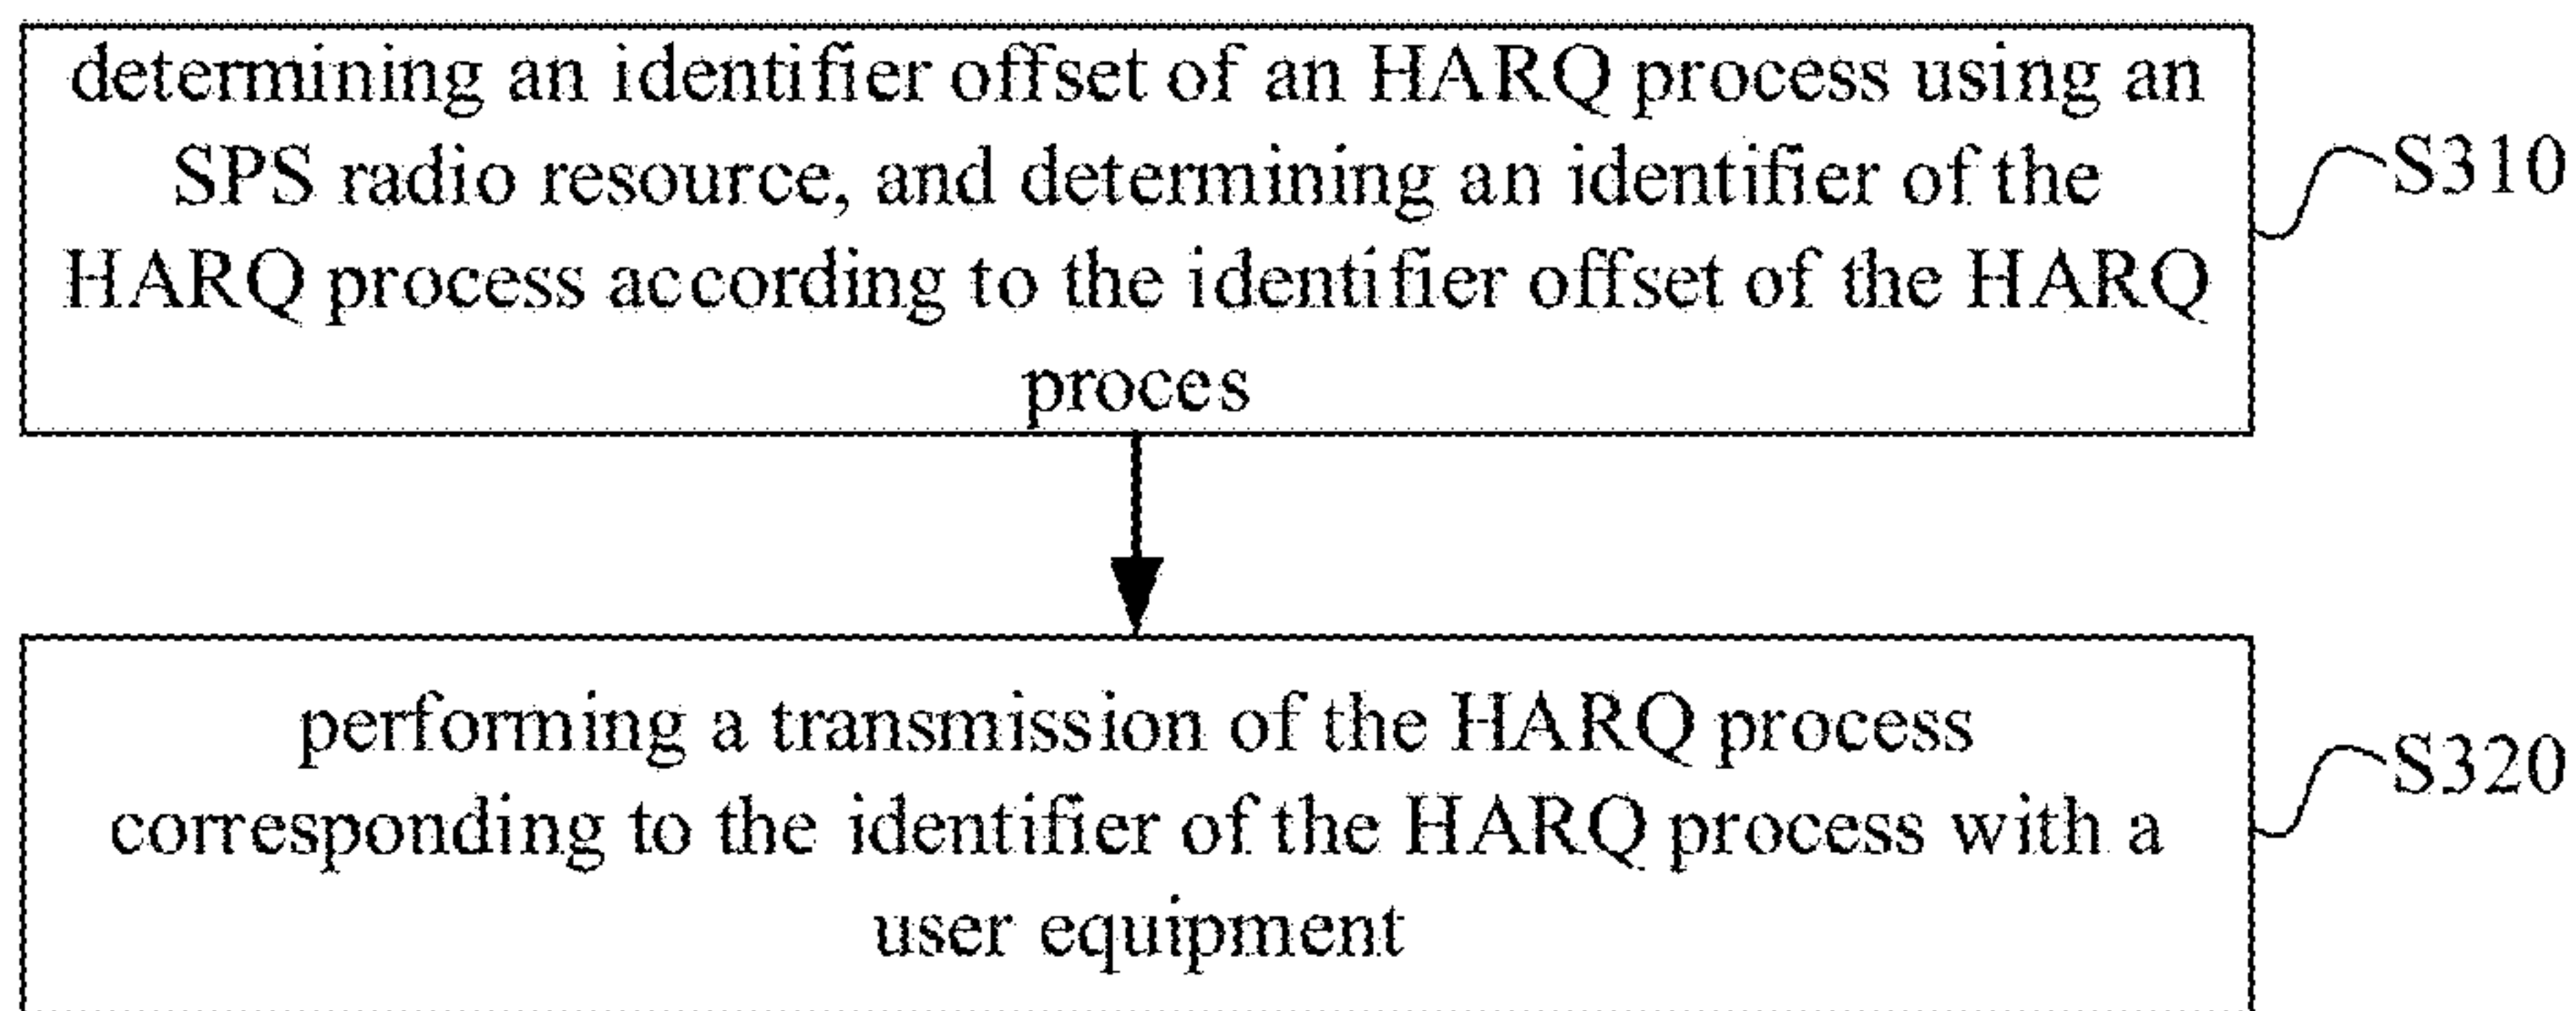 determining an identifier offset of an HARQ process using an
SPS radio resource, and determining an identifier of the
HARQ process according to the identifier offset of the HARQ
proces
S310
performing a transmission of the HARQ process
corresponding to the identifier of the HARQ process with a
user equipment
S320